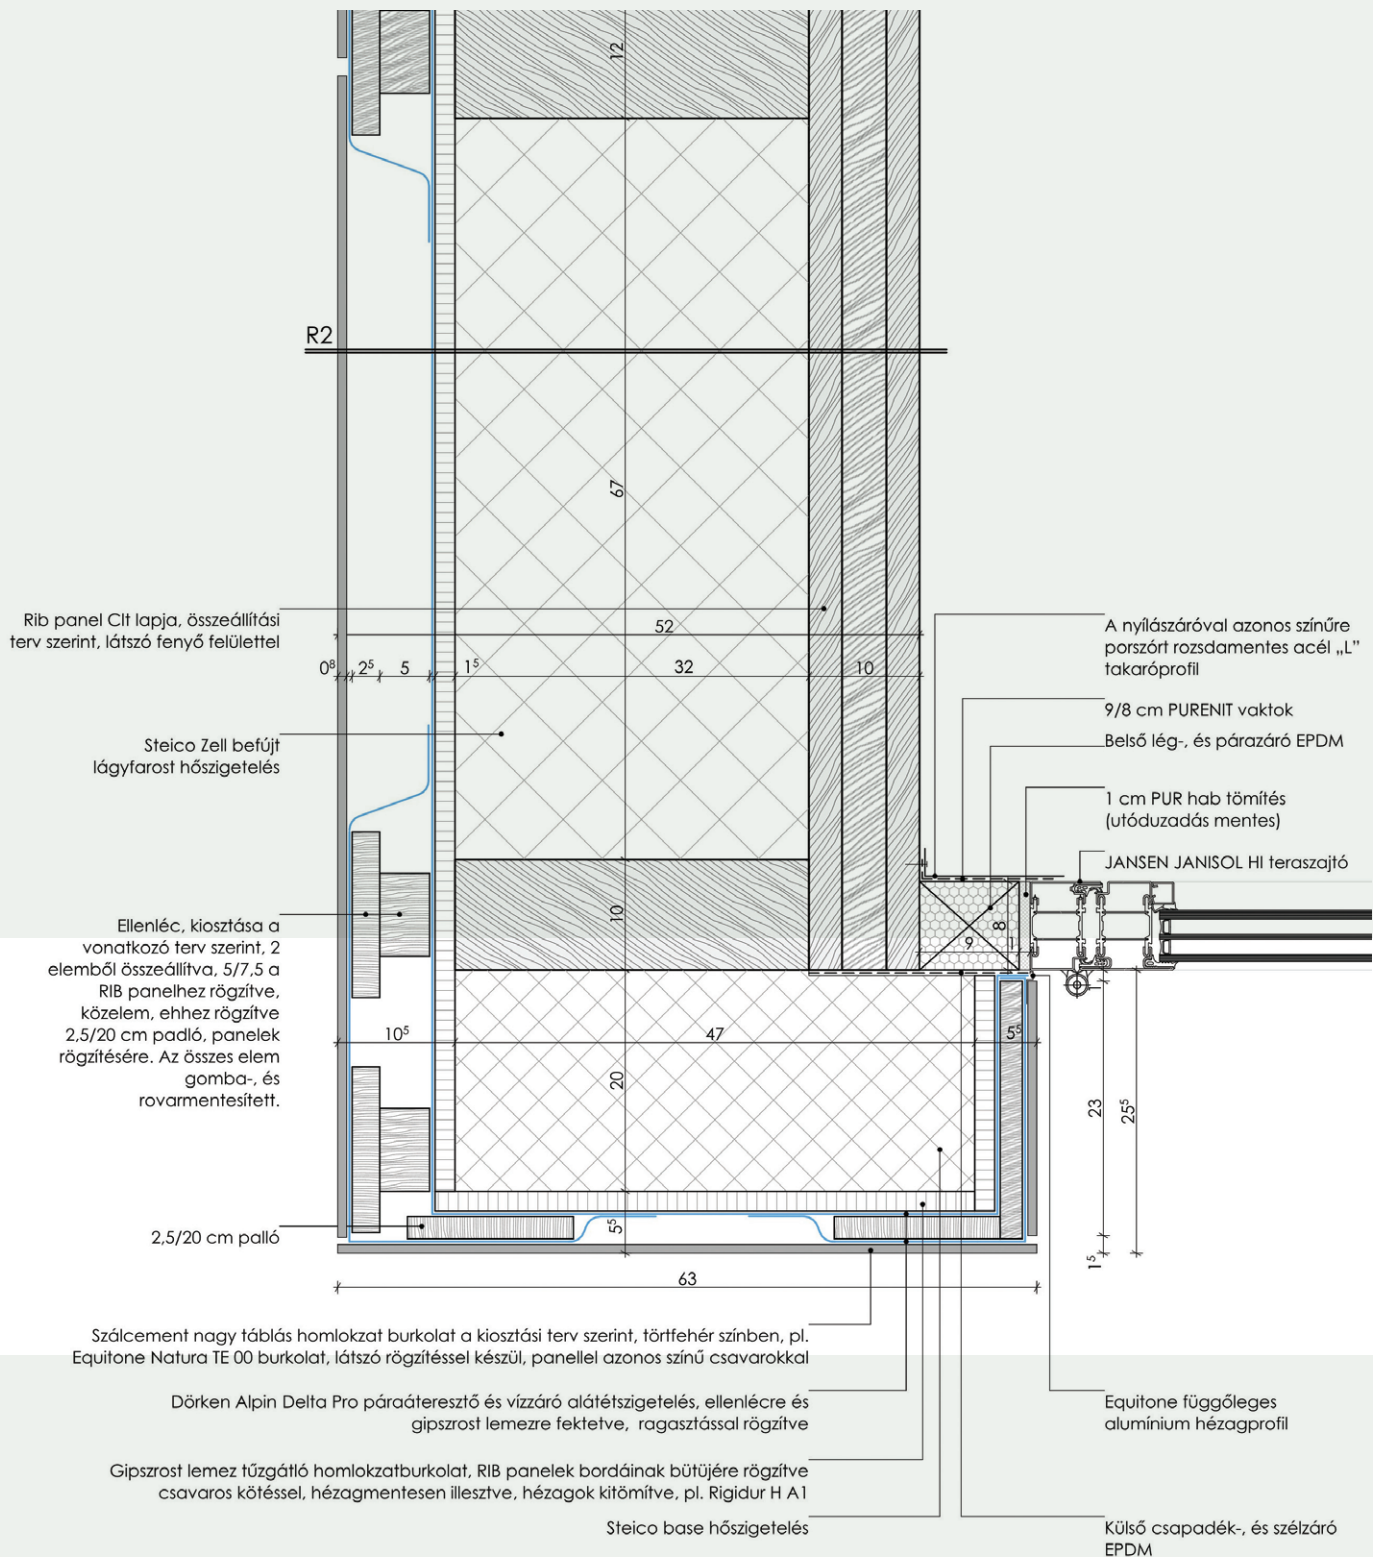 12
R2
67
Rib panel Clt lapja, összeállítási
terv szerint, látszó fenyő felülettel
52
0⁸ 2⁵ 5 1⁵ 32 10
A nyílászáróval azonos színűre
porszórt rozsdamentes acél „L"
takaróprofil
9/8 cm PURENIT vaktok
Belső lég-, és párazáró EPDM
Steico Zell befújt
lágyfarost hőszigetelés
1 cm PUR hab tömítés
(utóduzadás mentes)
JANSEN JANISOL HI teraszajtó
Ellenléc, kiosztása a
vonatkozó terv szerint, 2
elemből összeállítva, 5/7,5 a
RIB panelhez rögzítve,
közelem, ehhez rögzítve
2,5/20 cm padló, panelek
rögzítésére. Az összes elem
gomba-, és
rovarmentesített.
10
8
9 1
10⁵ 47 5⁵
20
23
25⁵
2,5/20 cm palló
5⁵
1⁵
63
Szálcement nagy táblás homlokzat burkolat a kiosztási terv szerint, törtfehér színben, pl.
Equitone Natura TE 00 burkolat, látszó rögzítéssel készül, panellel azonos színű csavarokkal
Dörken Alpin Delta Pro páraáteresztő és vízzáró alátétszigetelés, ellenlécre és
gipszrost lemezre fektetve, ragasztással rögzítve
Equitone függőleges
alumínium hézagprofil
Gipszrost lemez tűzgátló homlokzatburkolat, RIB panelek bordáinak bütüjére rögzítve
csavaros kötéssel, hézagmentesen illesztve, hézagok kitömítve, pl. Rigidur H A1
Steico base hőszigetelés
Külső csapadék-, és szélzáró
EPDM